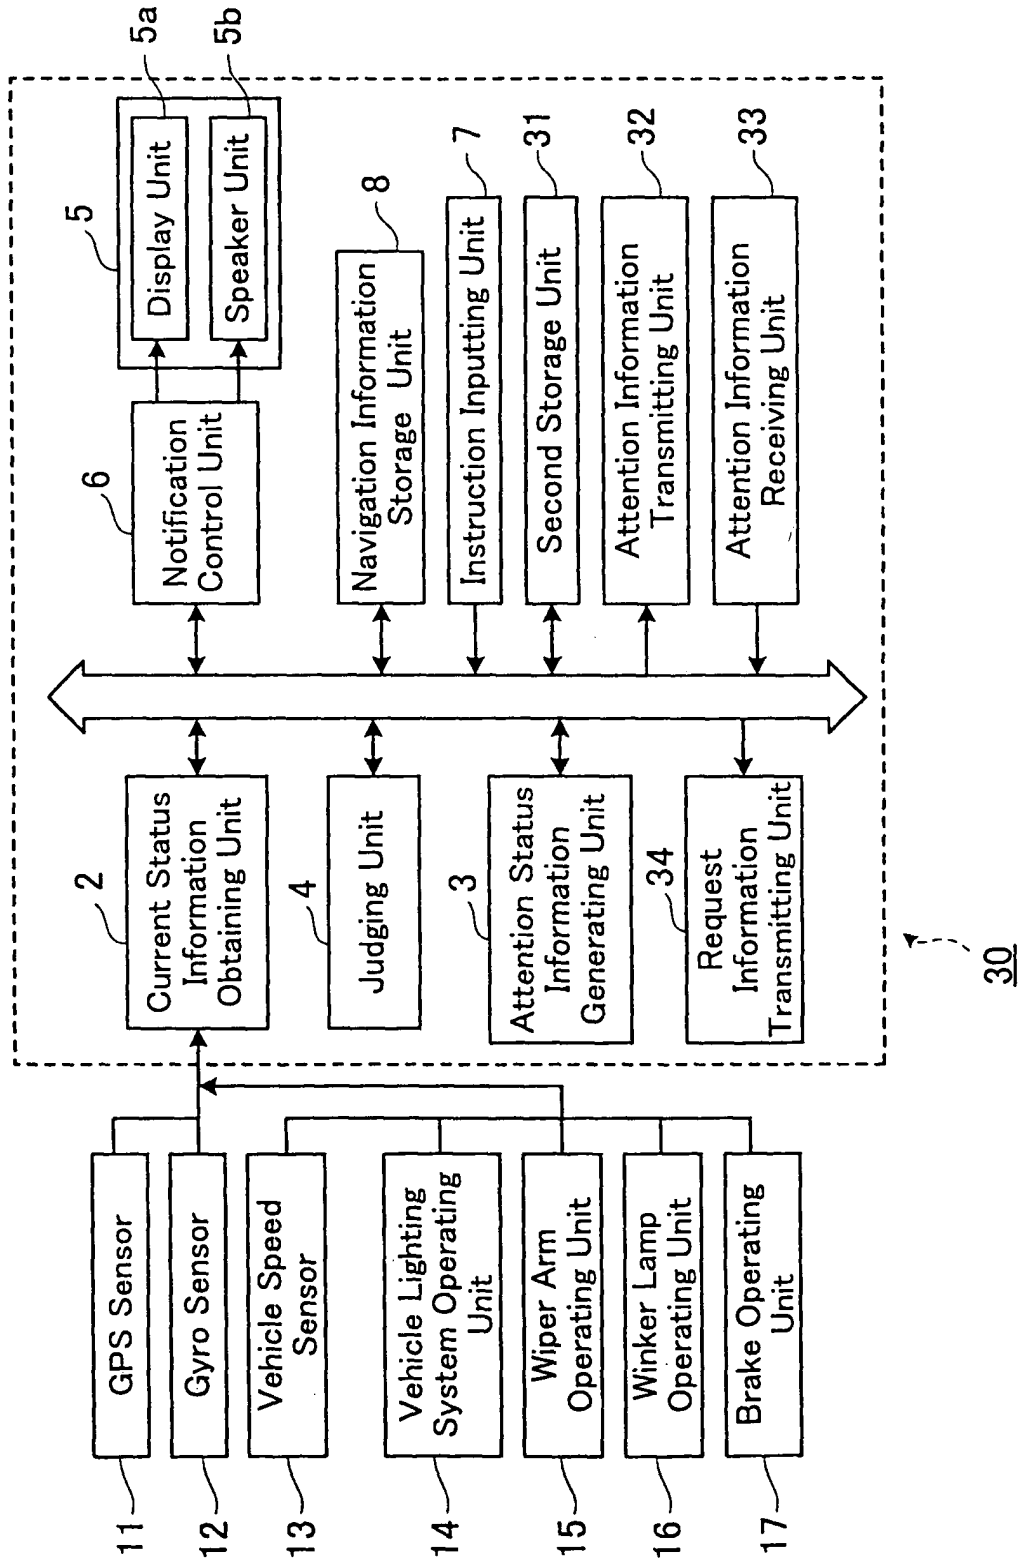 11
GPS Sensor
12
Gyro Sensor
13
Vehicle Speed
Sensor
14
Vehicle Lighting
System Operating
Unit
15
Wiper Arm
Operating Unit
16
Winker Lamp
Operating Unit
17
Brake Operating
Unit
2
Current Status
Information
Obtaining Unit
4
Judging Unit
3
Attention Status
Information
Generating Unit
34
Request
Information
Transmitting Unit
6
Notification
Control Unit
5
Display Unit
5a
Speaker Unit
5b
Navigation Information
Storage Unit
8
Instruction Inputting Unit
7
Second Storage Unit
31
Attention Information
Transmitting Unit
32
Attention Information
Receiving Unit
33
30